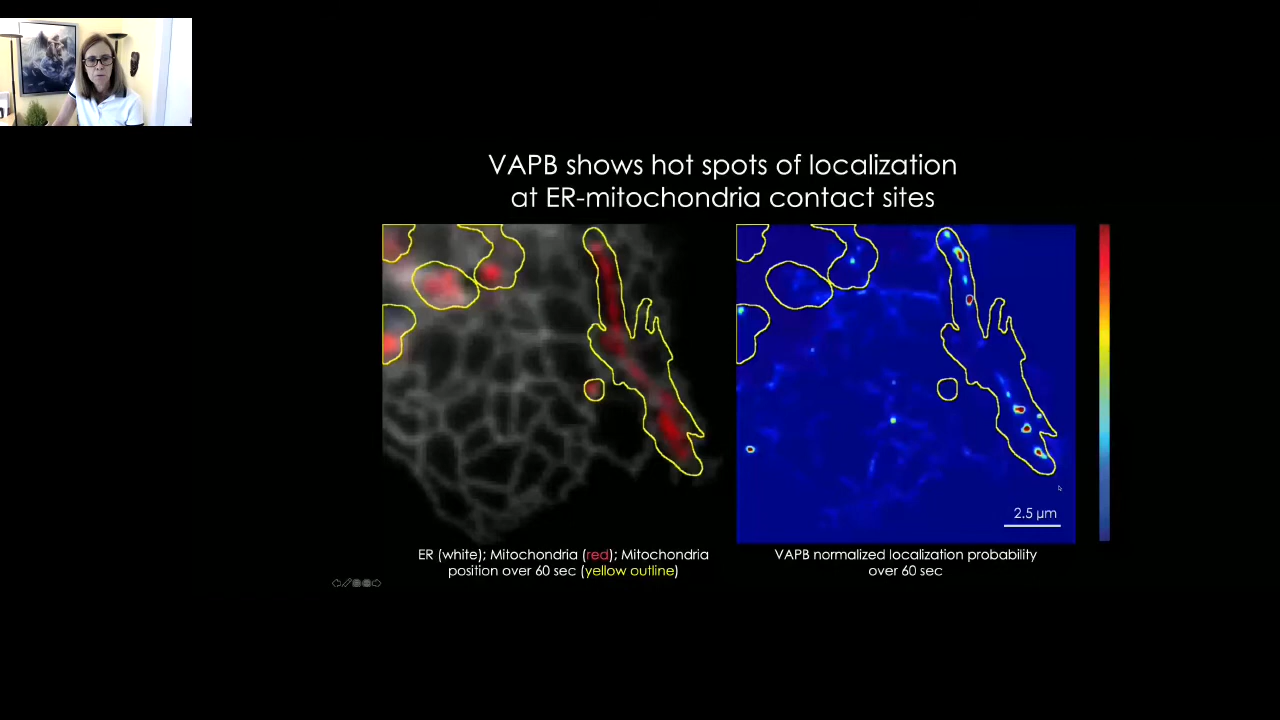 VAPB shows hot spots of localization
at ER-mitochondria contact sites
2.5 µm
ER (white); Mitochondria (red); Mitochondria
position over 60 sec (yellow outline)
VAPB normalized localization probability
over 60 sec